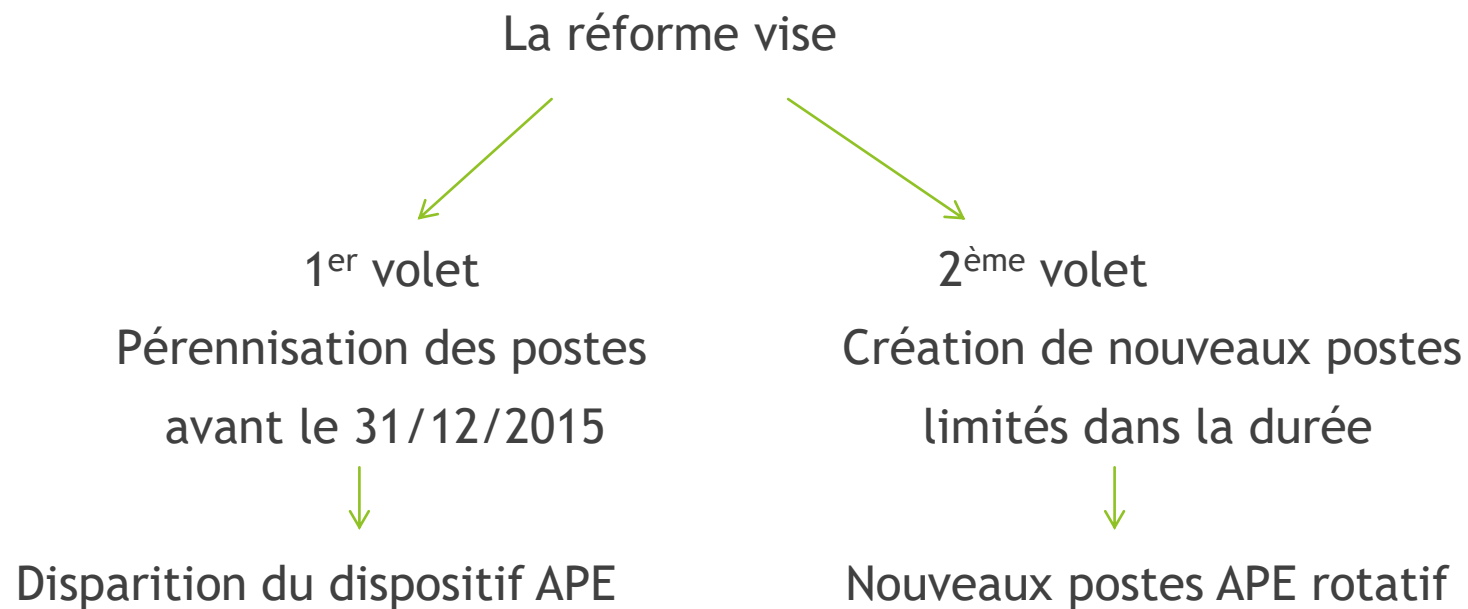 La réforme vise
1er volet
Pérennisation des postes
avant le 31/12/2015
Disparition du dispositif APE
2ème volet
Création de nouveaux postes
limités dans la durée
Nouveaux postes APE rotatif